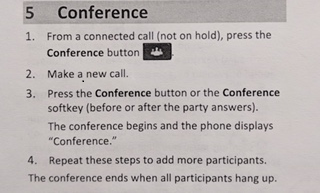 5 Conference
1. From a connected call (not on hold), press the
Conference button
2. Make a new call.
3. Press the Conference button or the Conference
softkey (before or after the party answers).
The conference begins and the phone displays
"Conference."
4. Repeat these steps to add more participants.
The conference ends when all participants hang up.